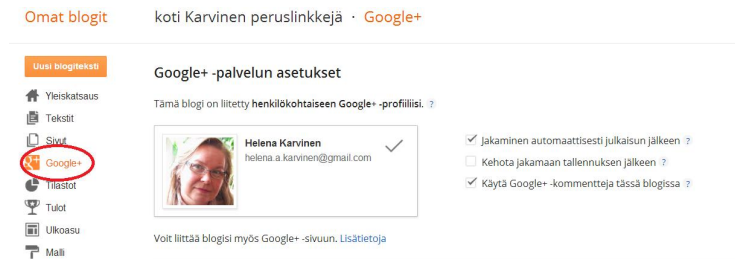 Omat blogit
koti Karvinen peruslinkkejä · Google+
Uusi blogiteksti
Yleiskatsaus
Tekstit
Sivut
g+ Google+
Tilastot
Tulot
Ulkoasu
Malli
Google+ -palvelun asetukset
Tämä blogi on liitetty henkilökohtaiseen Google+ -profiiliisi. ?
Helena Karvinen
helena.a.karvinen@gmail.com
Jakaminen automaattisesti julkaisun jälkeen ?
Kehota jakamaan tallennuksen jälkeen ?
Käytä Google+ -kommentteja tässä blogissa ?
Voit liittää blogisi myös Google+ -sivuun. Lisätietoja